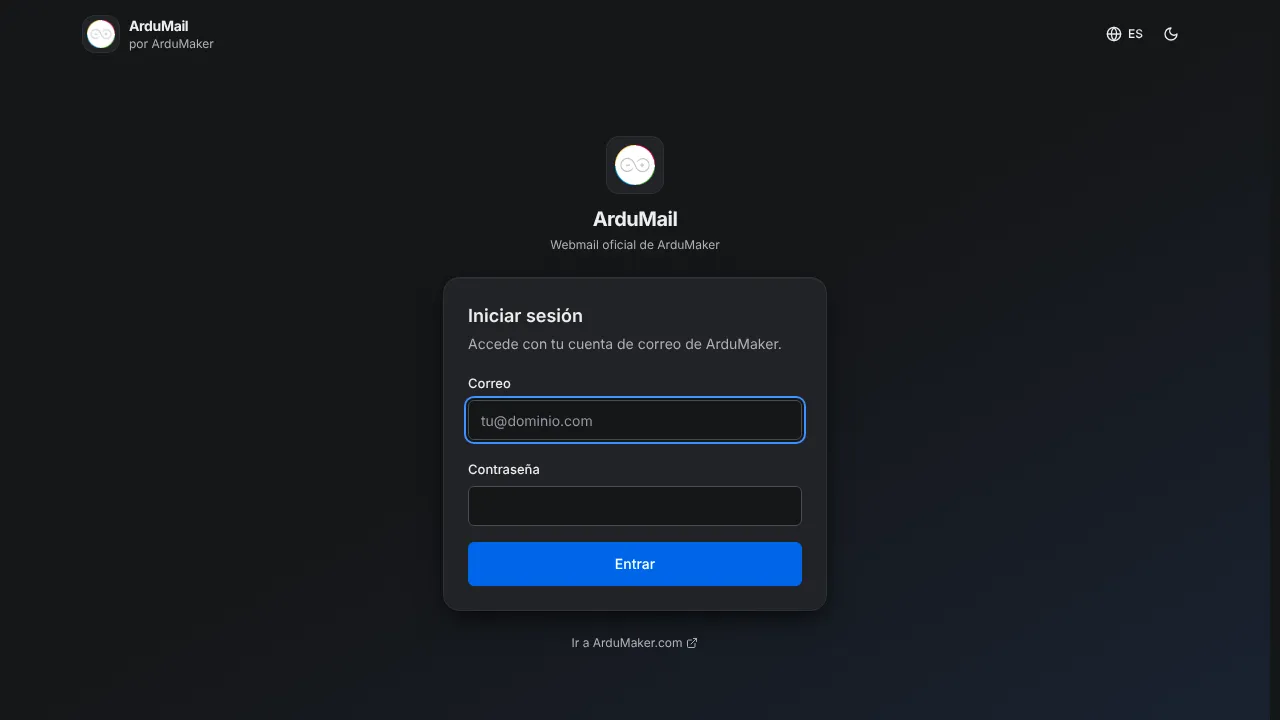 ArduMail
por ArduMaker
ES
ArduMail
Webmail oficial de ArduMaker
Iniciar sesión
Accede con tu cuenta de correo de ArduMaker.
Correo
tu@dominio.com
Contraseña
Entrar
Ir a ArduMaker.com